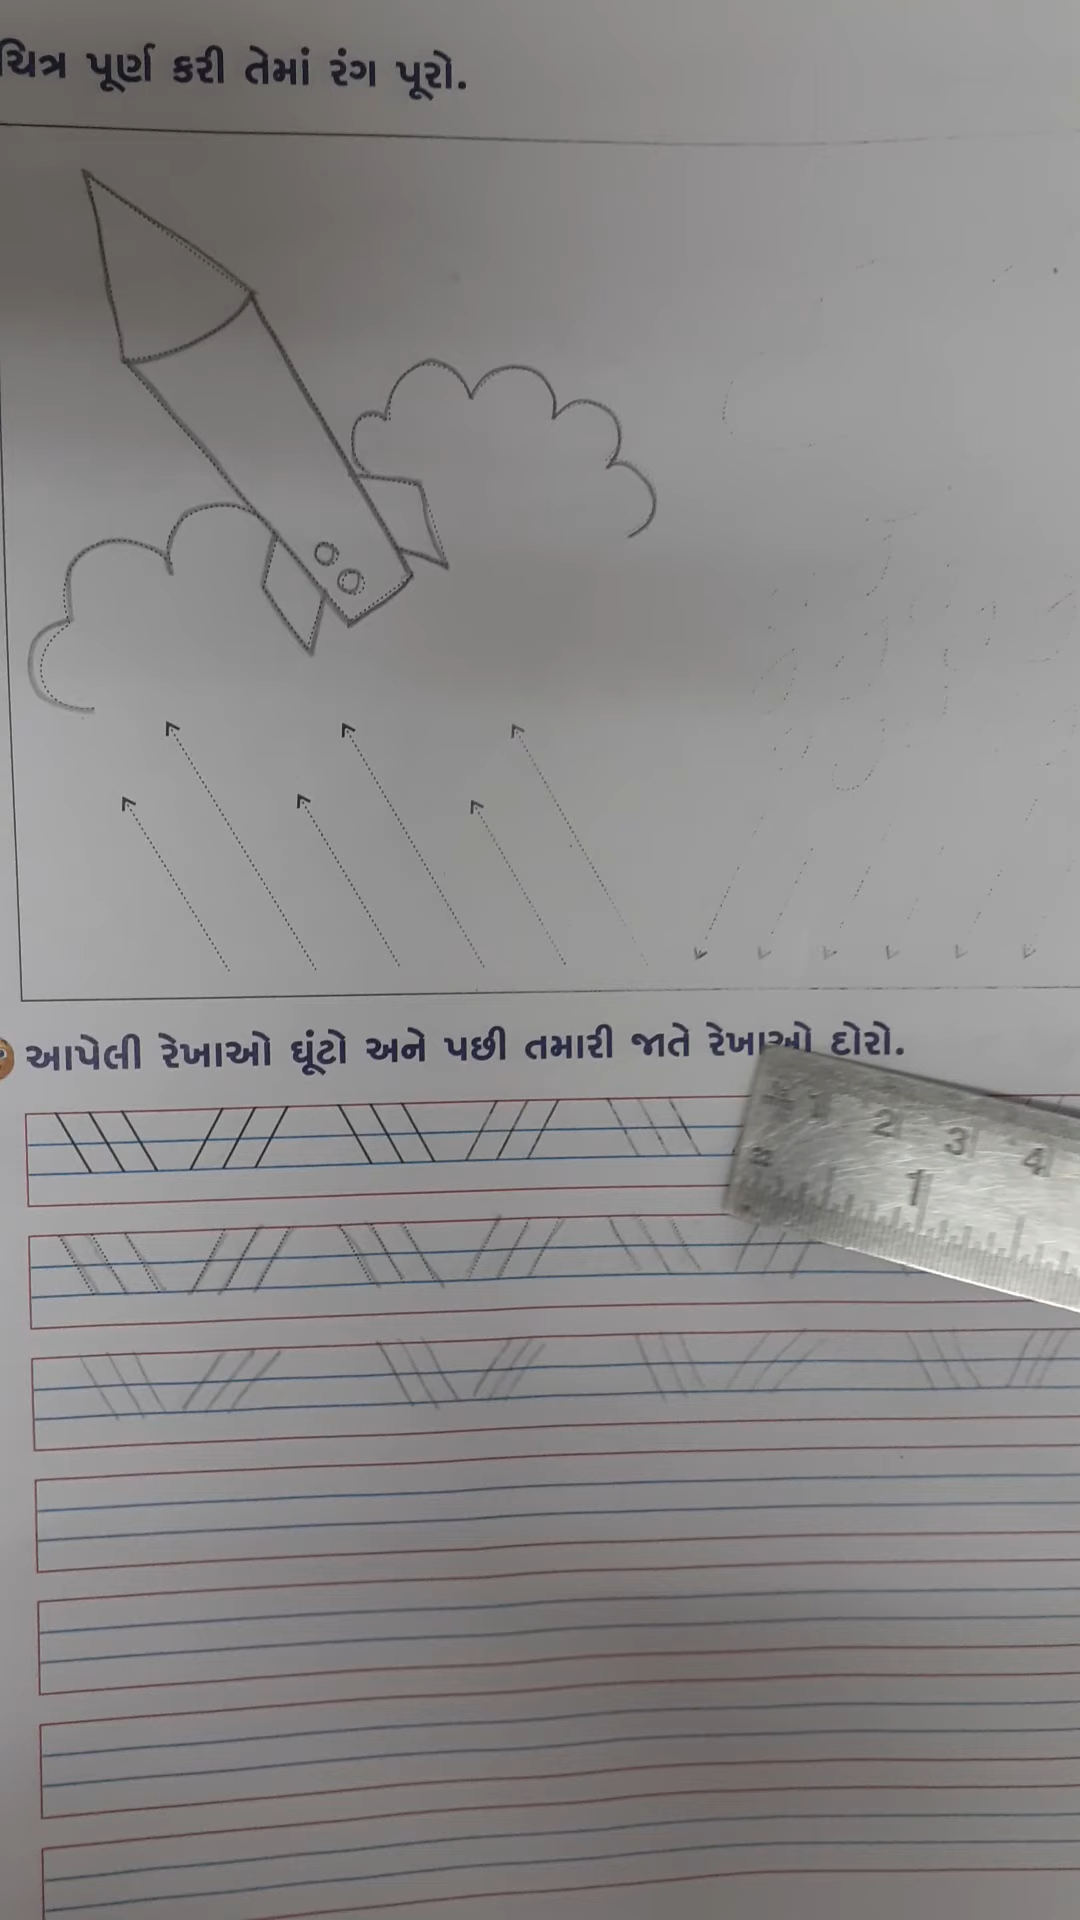 ચિત્ર પૂર્ણ કરી તેમાં રંગ પૂરો.
આપેલી રેખાઓ ઘૂંટો અને પછી તમારી જાતે રેખાઓ દોરો.
1 2 3 4
1